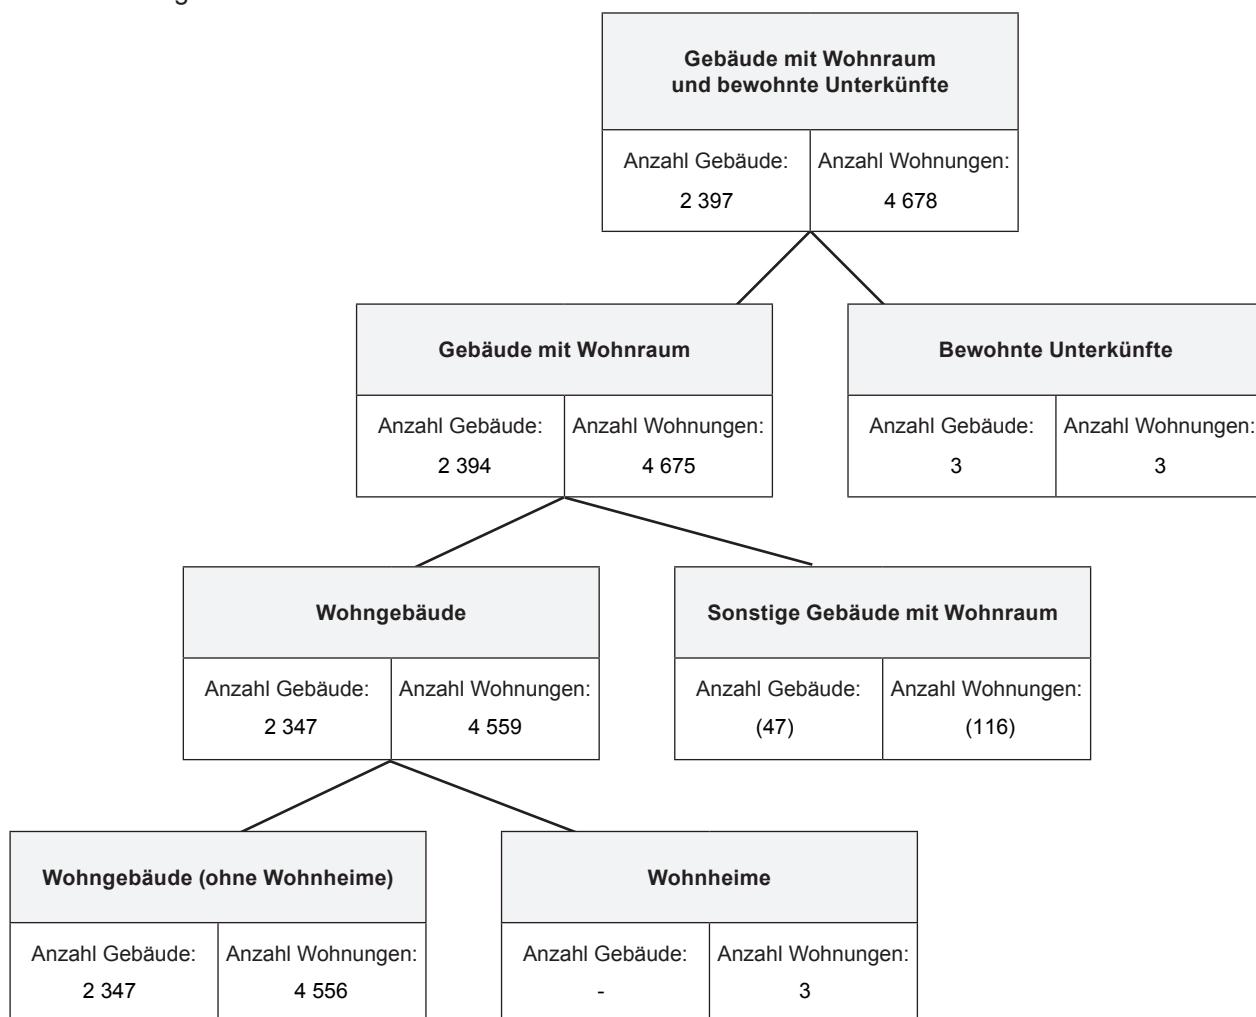 Gebäude mit Wohnraum
und bewohnte Unterkünfte
Anzahl Gebäude:
2 397
Anzahl Wohnungen:
4 678
Gebäude mit Wohnraum
Anzahl Gebäude:
2 394
Anzahl Wohnungen:
4 675
Bewohnte Unterkünfte
Anzahl Gebäude:
3
Anzahl Wohnungen:
3
Wohngebäude
Anzahl Gebäude:
2 347
Anzahl Wohnungen:
4 559
Sonstige Gebäude mit Wohnraum
Anzahl Gebäude:
(47)
Anzahl Wohnungen:
(116)
Wohngebäude (ohne Wohnheime)
Anzahl Gebäude:
2 347
Anzahl Wohnungen:
4 556
Wohnheime
Anzahl Gebäude:
-
Anzahl Wohnungen:
3